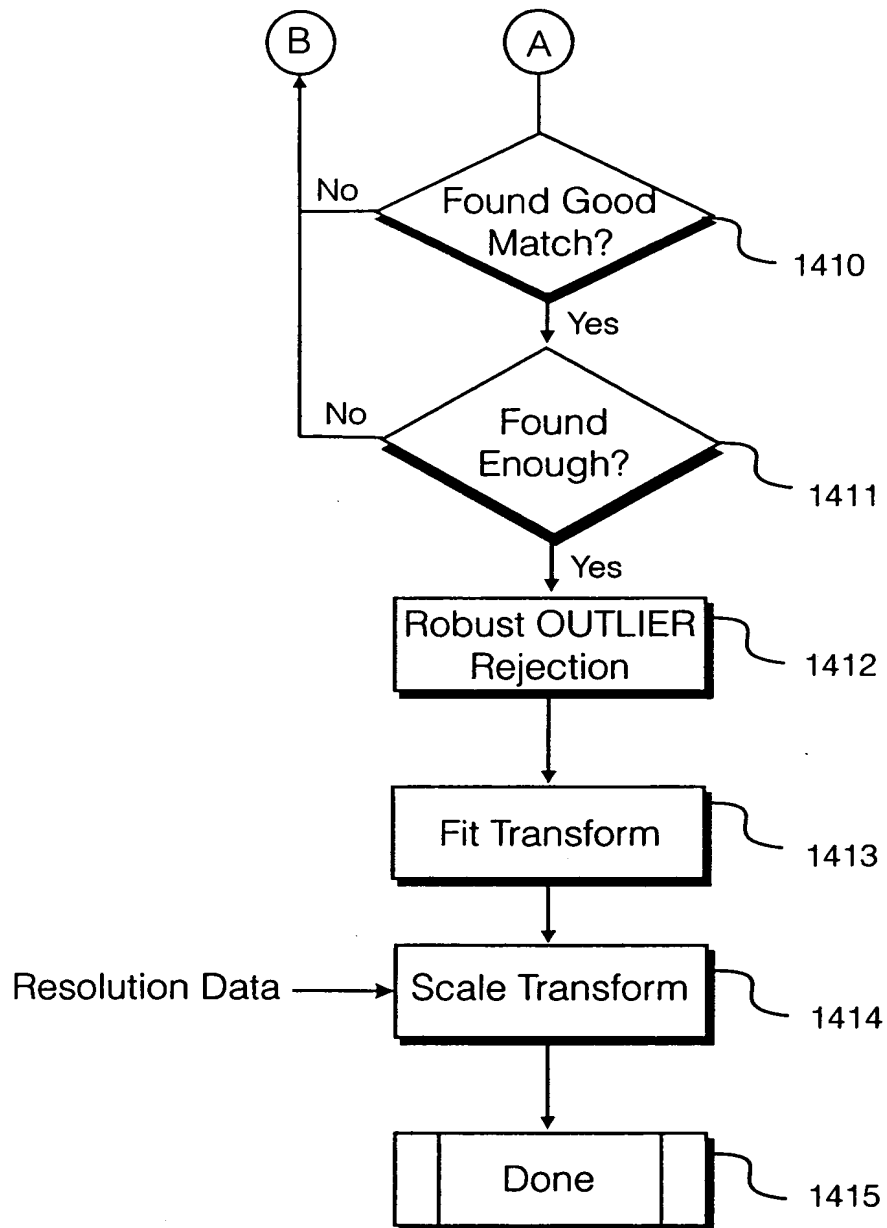 B
A
No
Found Good
Match?
1410
Yes
No
Found
Enough?
1411
Yes
Robust OUTLIER
Rejection
1412
Fit Transform
1413
Resolution Data
Scale Transform
1414
Done
1415